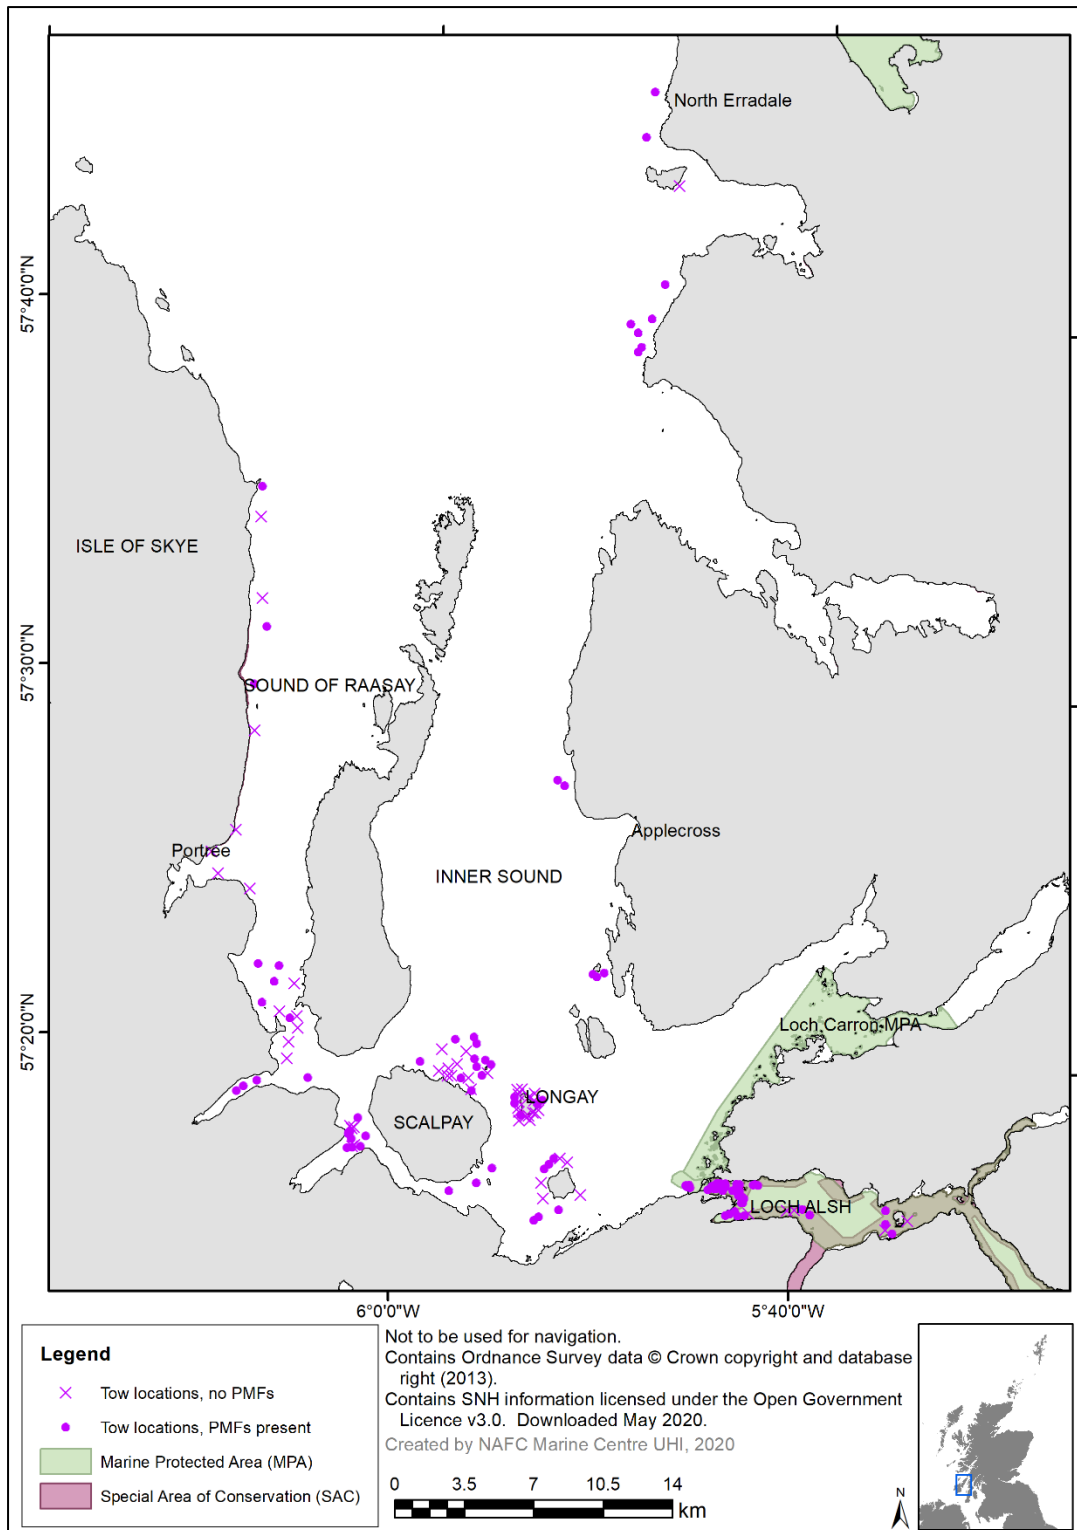 North Erradale
57°40'0"N
ISLE OF SKYE
57°30'0"N
SOUND OF RAASAY
Portree
Applecross
INNER SOUND
57°20'0"N
Loch Carron MPA
LONGAY
SCALPAY
LOCH ALSH
6°0'0"W
5°40'0"W
Legend
Tow locations, no PMFs
Tow locations, PMFs present
Marine Protected Area (MPA)
Special Area of Conservation (SAC)
Not to be used for navigation.
Contains Ordnance Survey data © Crown copyright and database
right (2013).
Contains SNH information licensed under the Open Government
Licence v3.0. Downloaded May 2020.
Created by NAFC Marine Centre UHI, 2020
0 3.5 7 10.5 14
km
N